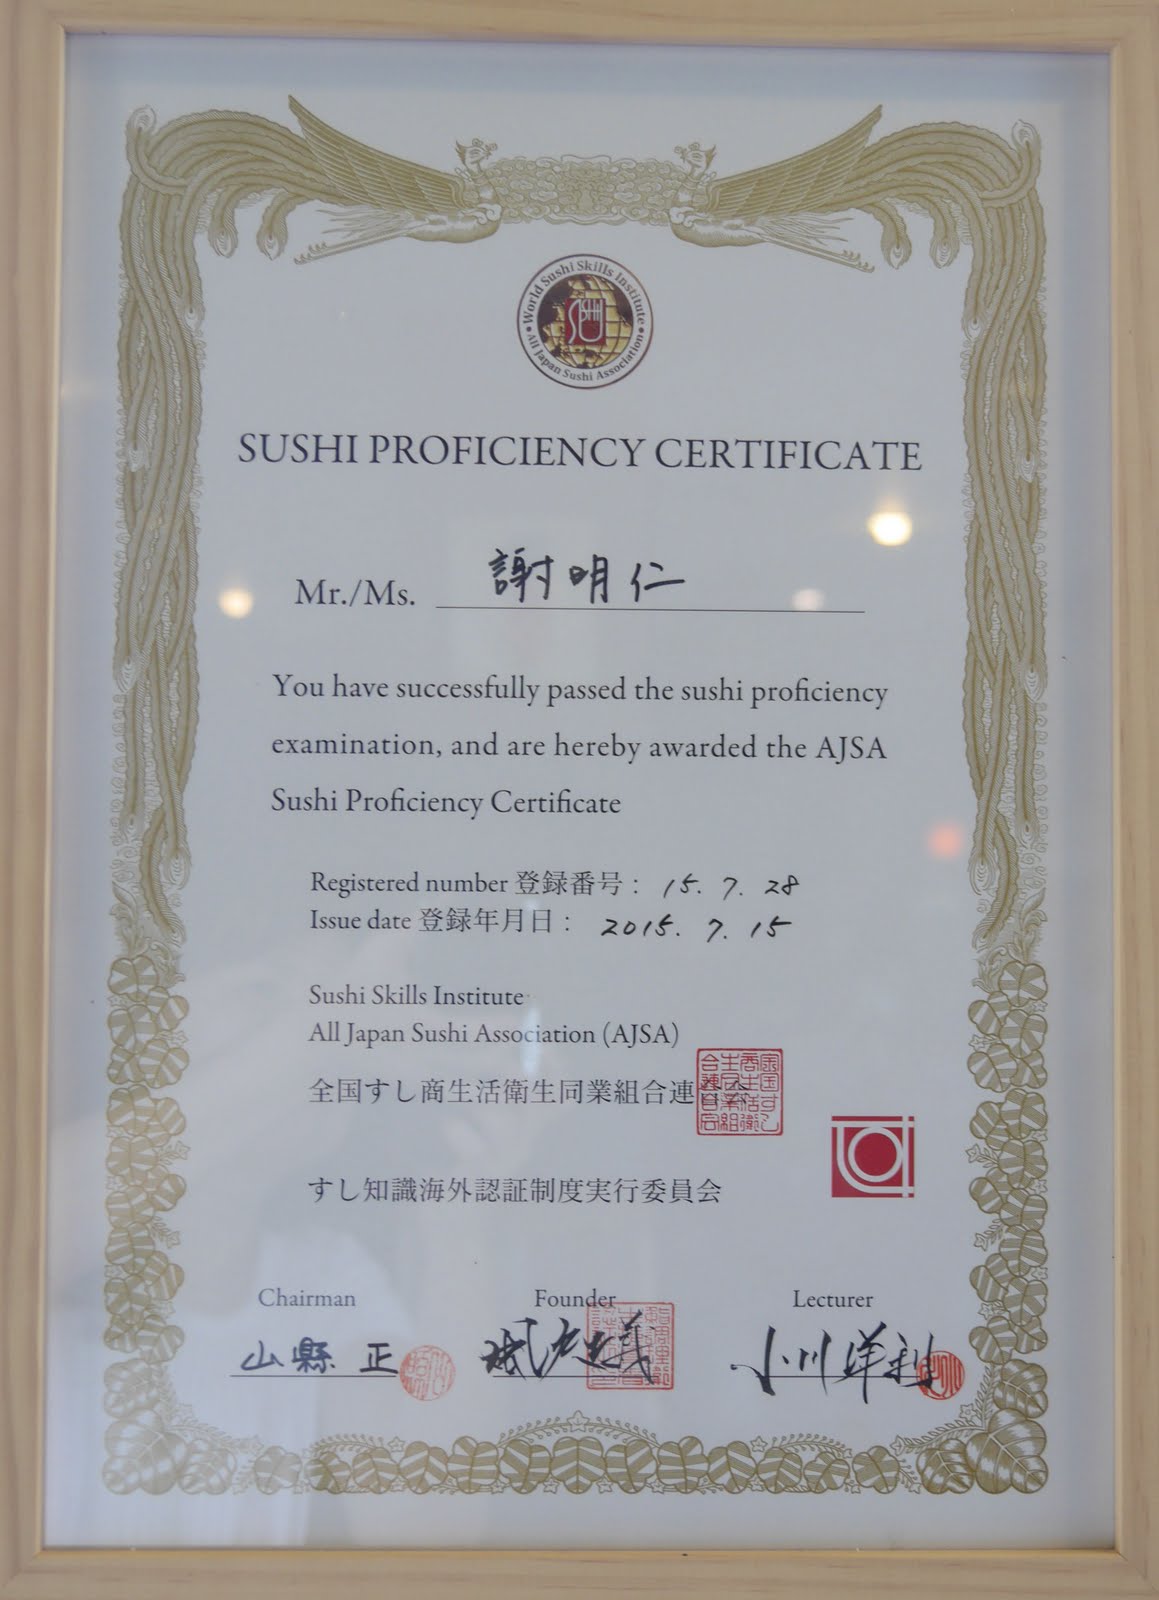 World Sushi Skills Institute
SUSHI
All Japan Sushi Association
SUSHI PROFICIENCY CERTIFICATE
Mr./Ms. 謝明仁
You have successfully passed the sushi proficiency
examination, and are hereby awarded the AJSA
Sushi Proficiency Certificate
Registered number 登録番号: 15. 7. 28
Issue date 登録年月日: 2015. 7. 15
Sushi Skills Institute
All Japan Sushi Association (AJSA)
全国すし商生活衛生同業組合連
すし知識海外認証制度実行委員会
Chairman Founder Lecturer
山縣 正 小川洋利